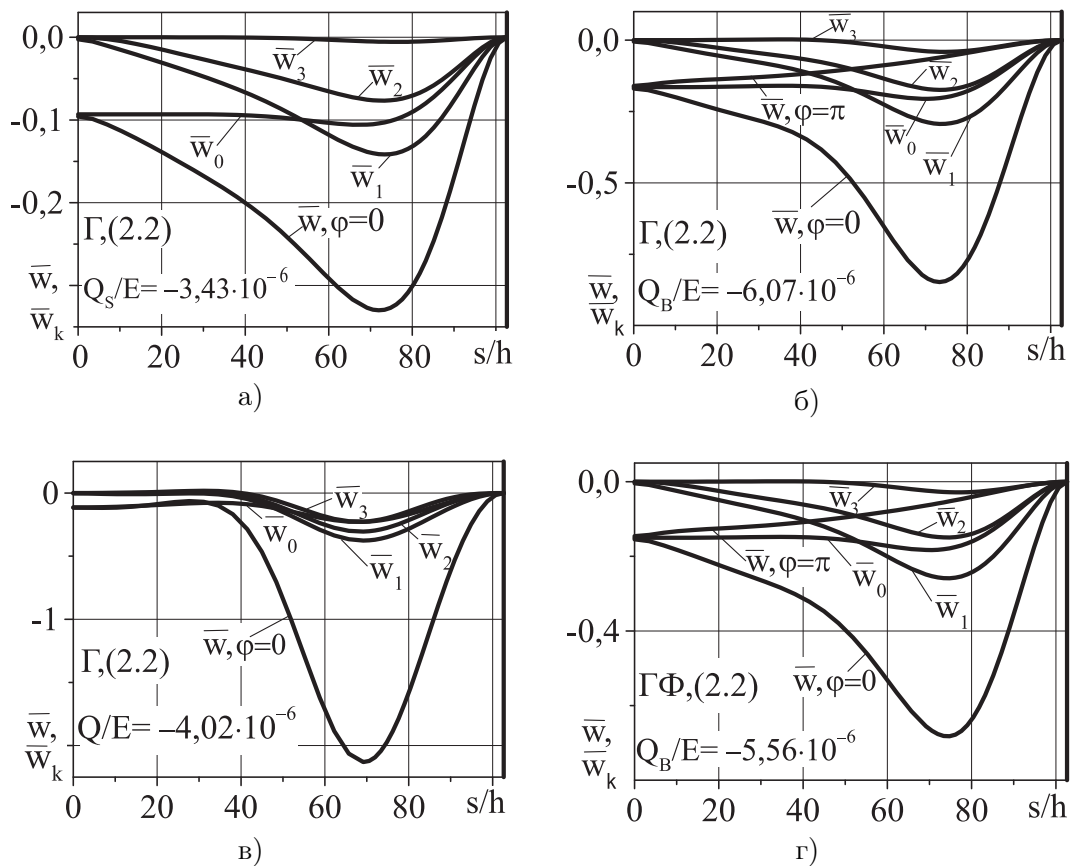 0,0
-0,1
-0,2
w̅,
w̅ₖ
w̅₃
w̅₂
w̅₀
w̅₁
w̅,φ=0
Г,(2.2)
Q_S/E= –3,43·10⁻⁶
0 20 40 60 80 s/h
а)
0,0
-0,5
w̅,
w̅ₖ
w̅₃
w̅₂
w̅,φ=π
w̅₀
w̅₁
w̅,φ=0
Г,(2.2)
Q_B/E= –6,07·10⁻⁶
0 20 40 60 80 s/h
б)
0
-1
w̅,
w̅ₖ
w̅₃
w̅₀
w̅₂
w̅₁
w̅,φ=0
Г,(2.2)
Q/E= –4,02·10⁻⁶
0 20 40 60 80 s/h
в)
0,0
-0,4
w̅,
w̅ₖ
w̅₃
w̅₂
w̅,φ=π
w̅₀
w̅₁
w̅,φ=0
ГФ,(2.2)
Q_B/E= –5,56·10⁻⁶
0 20 40 60 80 s/h
г)